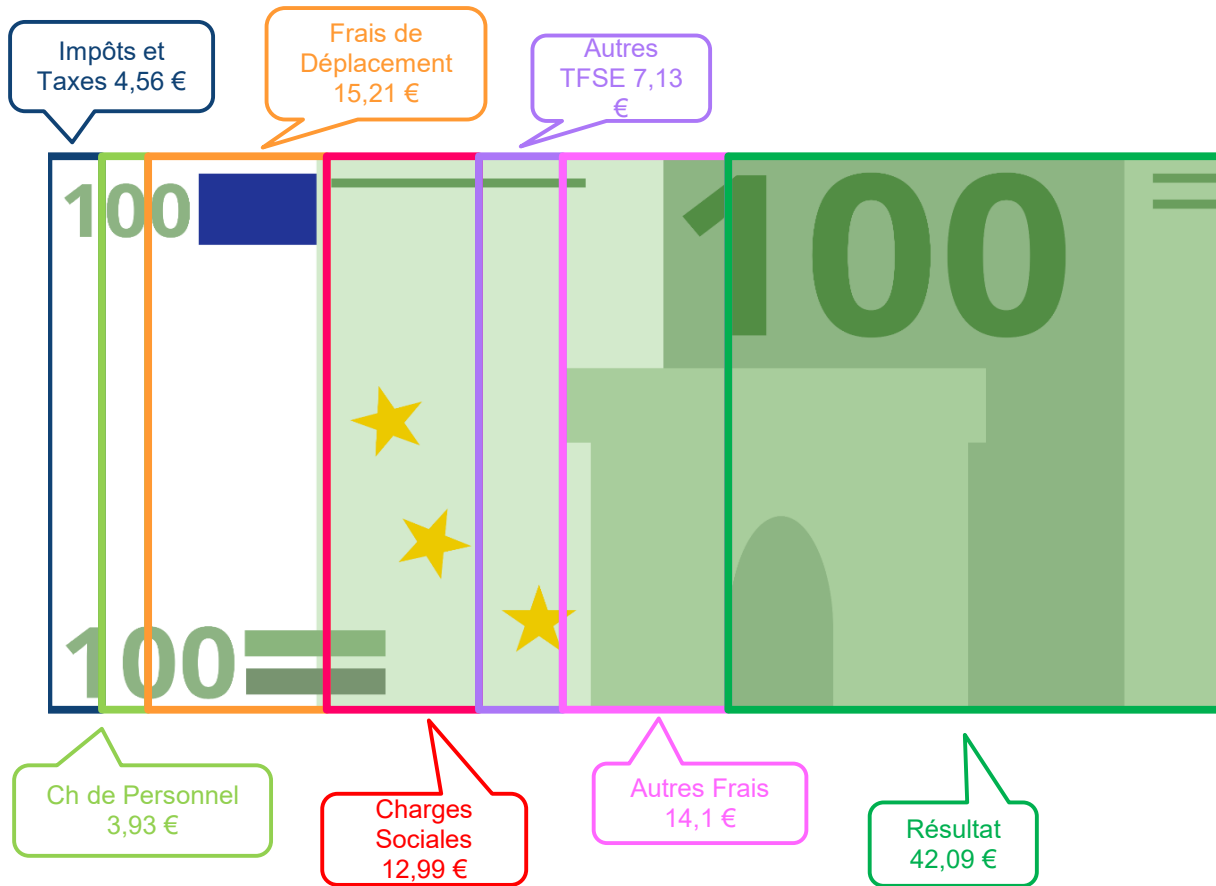 Impôts et
Taxes 4,56 €
Frais de
Déplacement
15,21 €
Autres
TFSE 7,13
€
100
100
100
Ch de Personnel
3,93 €
Charges
Sociales
12,99 €
Autres Frais
14,1 €
Résultat
42,09 €